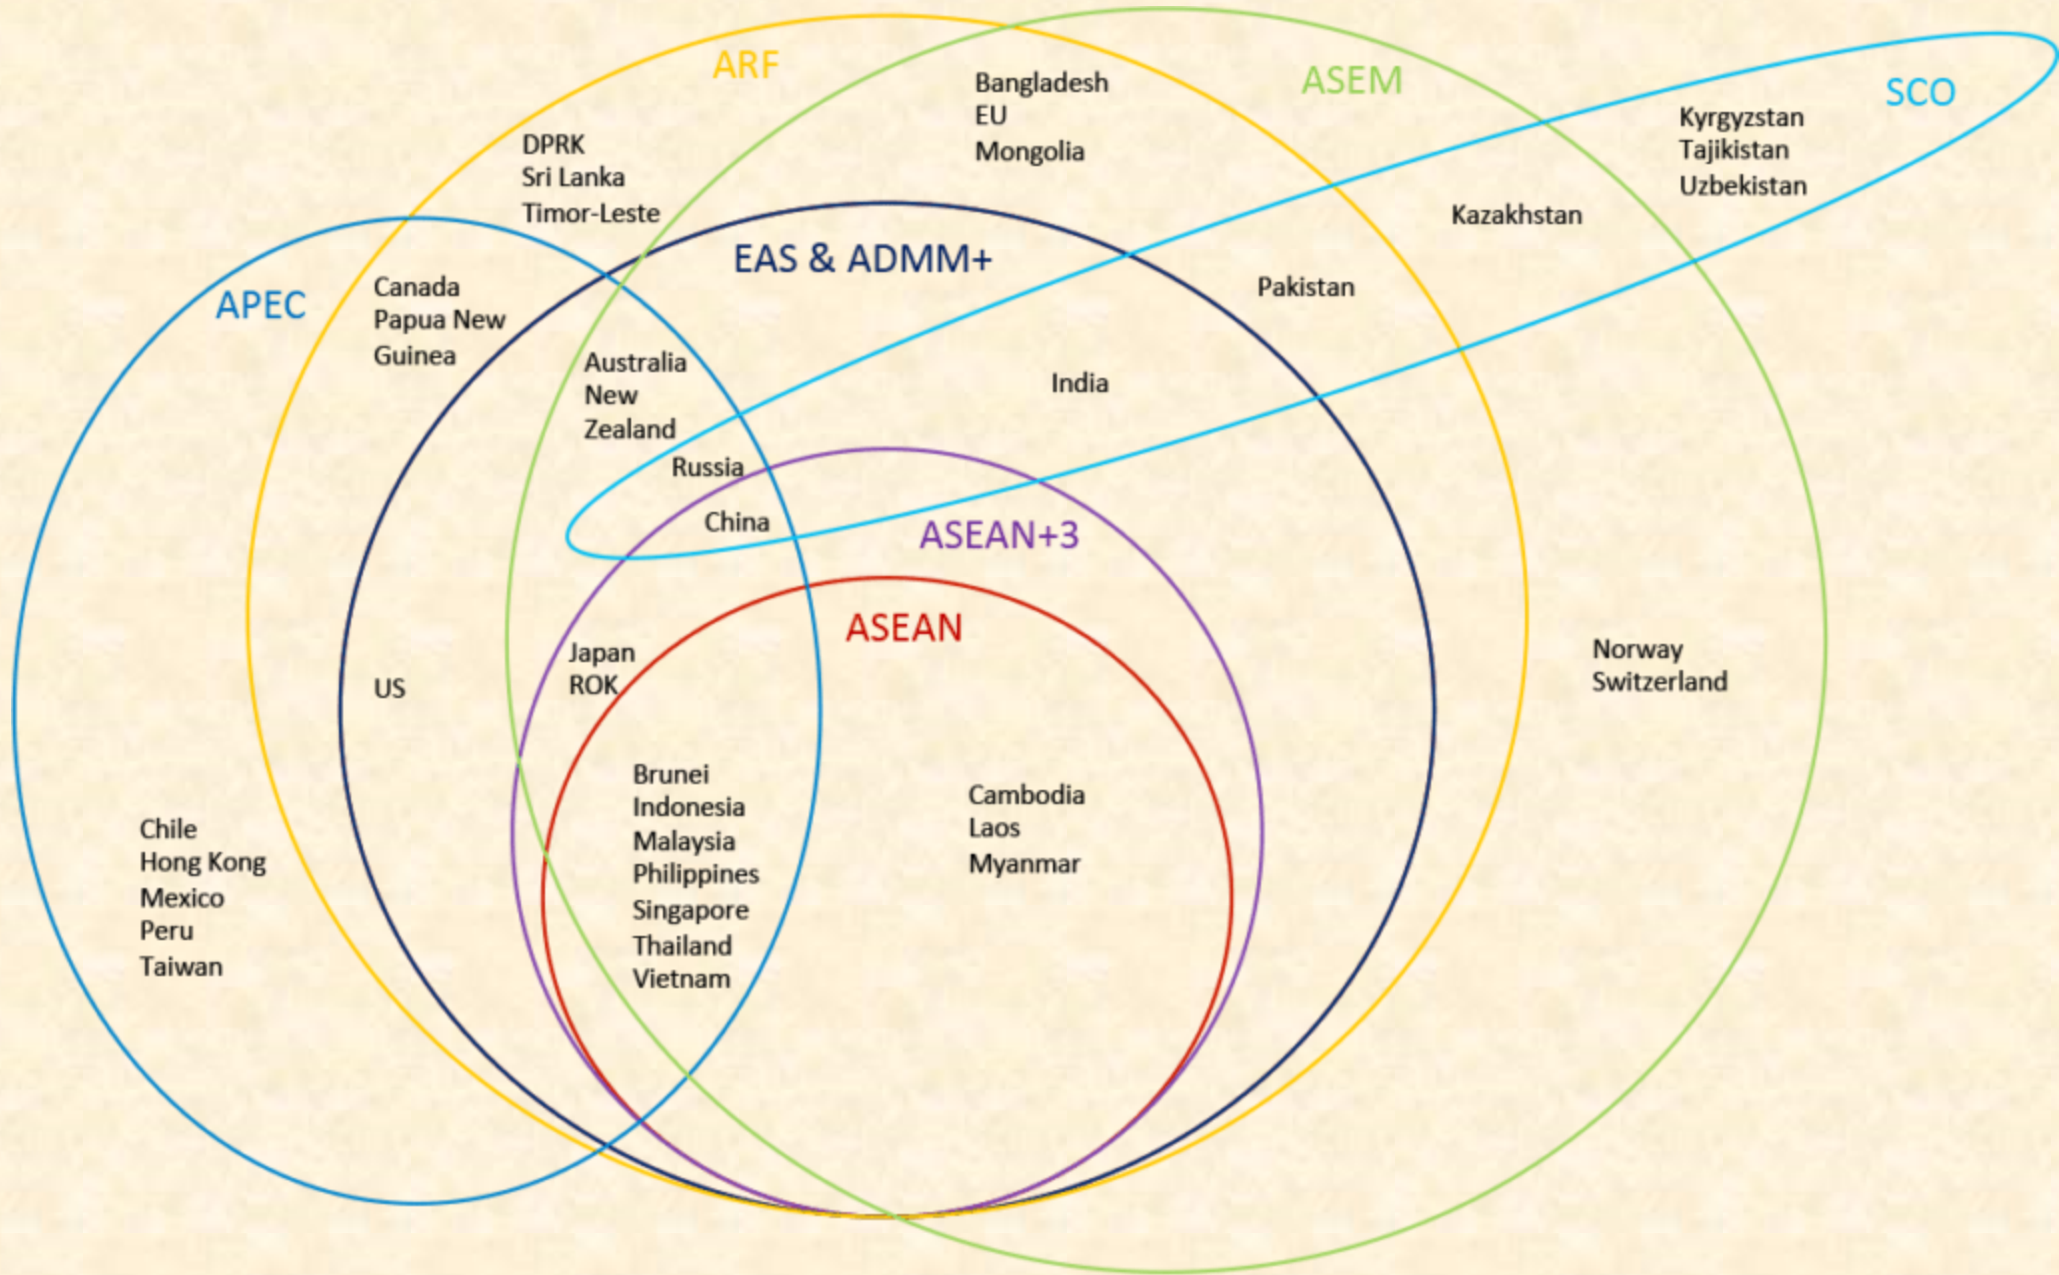 ARF
ASEM
SCO
Bangladesh
EU
Mongolia
Kyrgyzstan
Tajikistan
Uzbekistan
DPRK
Sri Lanka
Timor-Leste
Kazakhstan
EAS & ADMM+
APEC
Canada
Papua New
Guinea
Pakistan
Australia
New
Zealand
India
Russia
China
ASEAN+3
ASEAN
Japan
ROK
US
Norway
Switzerland
Brunei
Indonesia
Malaysia
Philippines
Singapore
Thailand
Vietnam
Cambodia
Laos
Myanmar
Chile
Hong Kong
Mexico
Peru
Taiwan